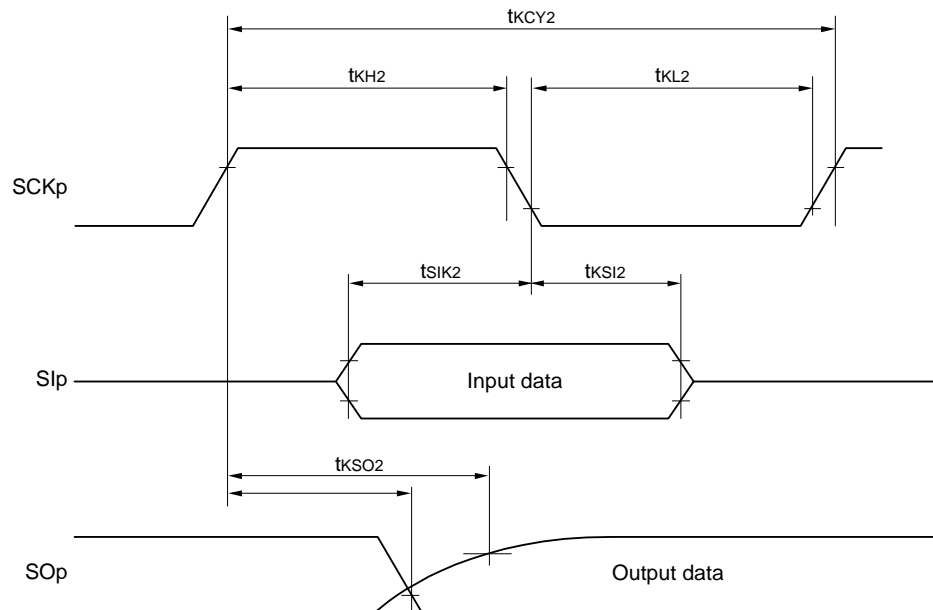 tKCY2
tKH2
tKL2
SCKp
tSIK2
tKSI2
SIp
Input data
tKSO2
SOp
Output data